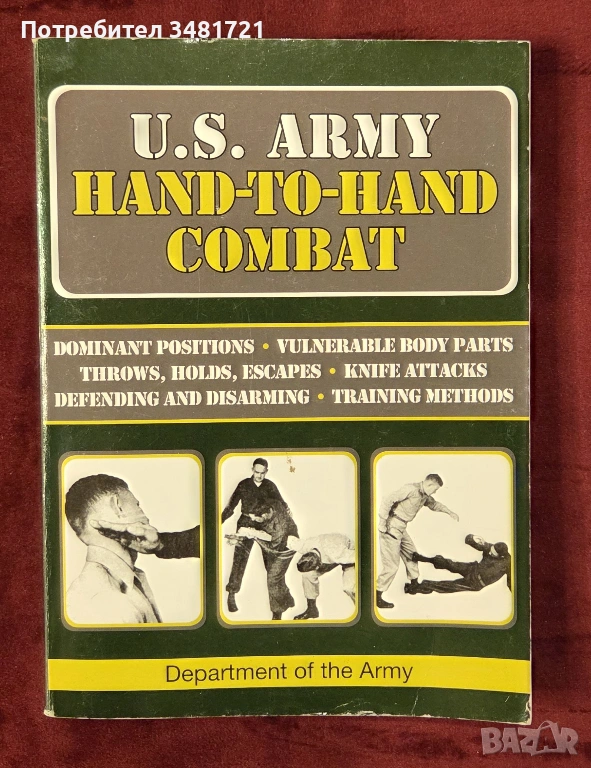 Потребител 3481721
U.S. ARMY
HAND-TO-HAND
COMBAT
DOMINANT POSITIONS • VULNERABLE BODY PARTS
THROWS, HOLDS, ESCAPES • KNIFE ATTACKS
DEFENDING AND DISARMING • TRAINING METHODS
Department of the Army
BAZAR